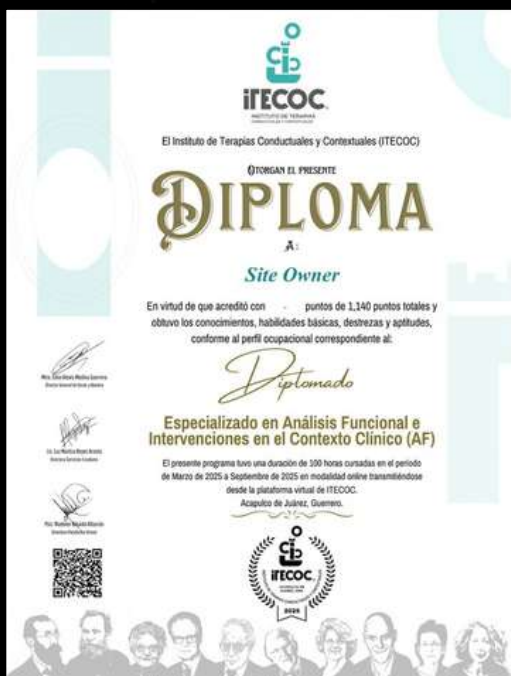 iTECOC
INSTITUTO DE TERAPIAS
CONDUCTUALES Y CONTEXTUALES
El Instituto de Terapias Conductuales y Contextuales (ITECOC)
OTORGAN EL PRESENTE
DIPLOMA
A:
Site Owner
En virtud de que acreditó con - puntos de 1,140 puntos totales y
obtuvo los conocimientos, habilidades básicas, destrezas y aptitudes,
conforme al perfil ocupacional correspondiente al:
Diplomado
Especializado en Análisis Funcional e
Intervenciones en el Contexto Clínico (AF)
El presente programa tuvo una duración de 100 horas cursadas en el periodo
de Marzo de 2025 a Septiembre de 2025 en modalidad online transmitiéndose
desde la plataforma virtual de ITECOC.
Acapulco de Juárez, Guerrero.
iTECOC
2025